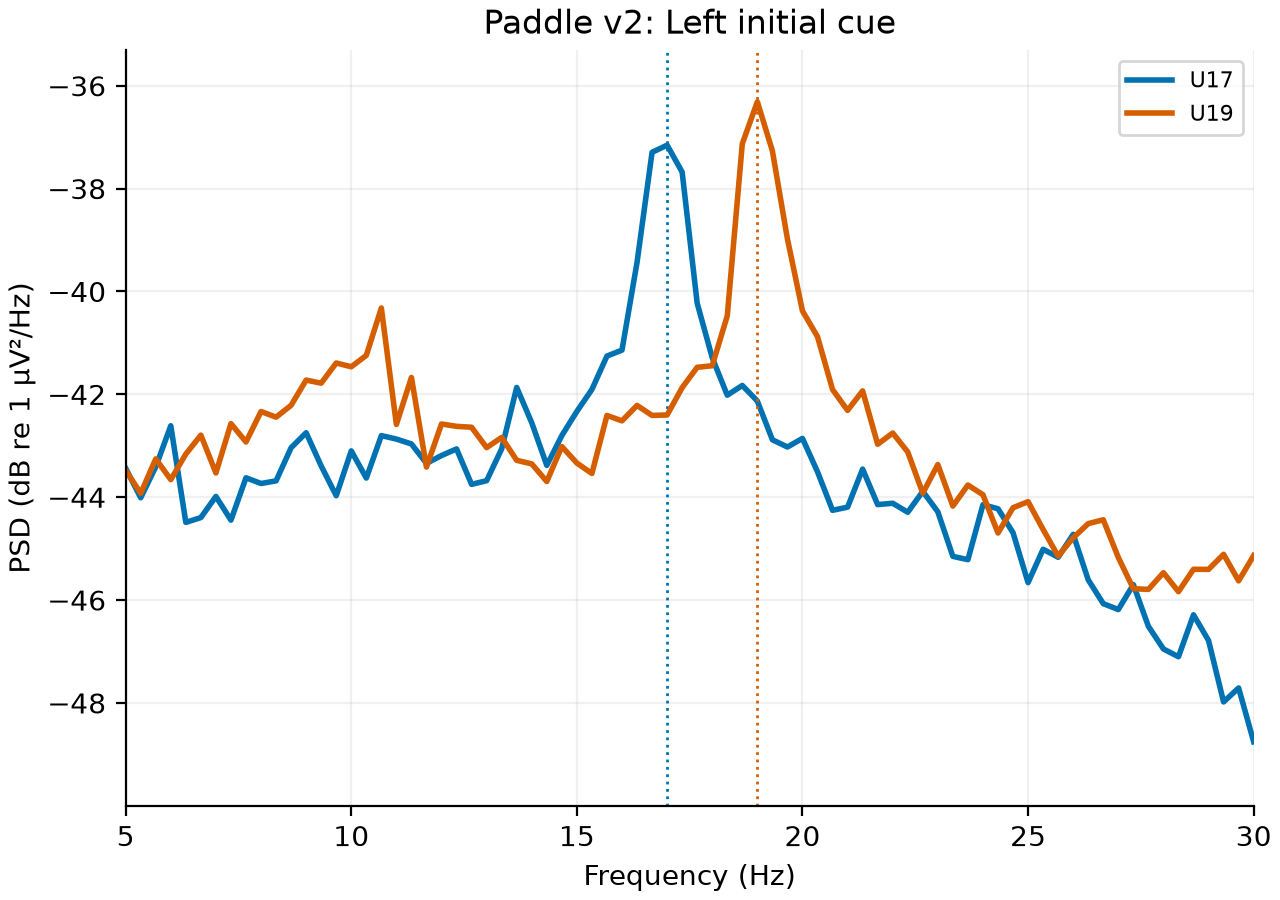 Paddle v2: Left initial cue
U17
U19
PSD (dB re 1 µV²/Hz)
−36
−38
−40
−42
−44
−46
−48
5 10 15 20 25 30
Frequency (Hz)